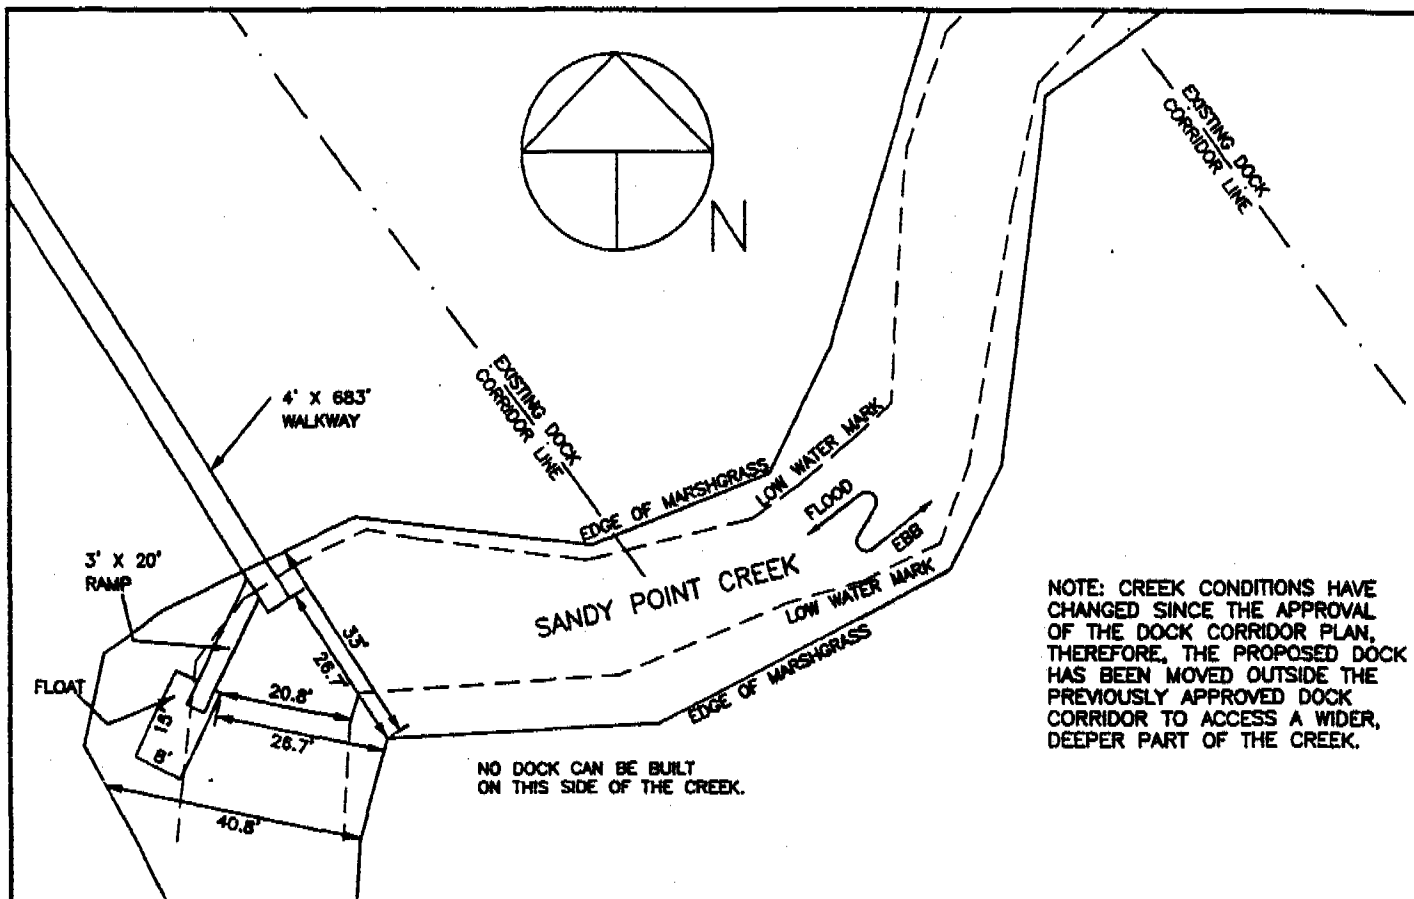 N
EXISTING DOCK
CORRIDOR LINE
4' X 683'
WALKWAY
EXISTING DOCK
CORRIDOR LINE
EDGE OF MARSHGRASS
LOW WATER MARK
FLOOD
EBB
3' X 20'
RAMP
SANDY POINT CREEK
LOW WATER MARK
EDGE OF MARSHGRASS
33'
26.7'
FLOAT
20.8'
26.7'
15'
8'
40.8'
NO DOCK CAN BE BUILT
ON THIS SIDE OF THE CREEK.
NOTE: CREEK CONDITIONS HAVE
CHANGED SINCE THE APPROVAL
OF THE DOCK CORRIDOR PLAN,
THEREFORE, THE PROPOSED DOCK
HAS BEEN MOVED OUTSIDE THE
PREVIOUSLY APPROVED DOCK
CORRIDOR TO ACCESS A WIDER,
DEEPER PART OF THE CREEK.